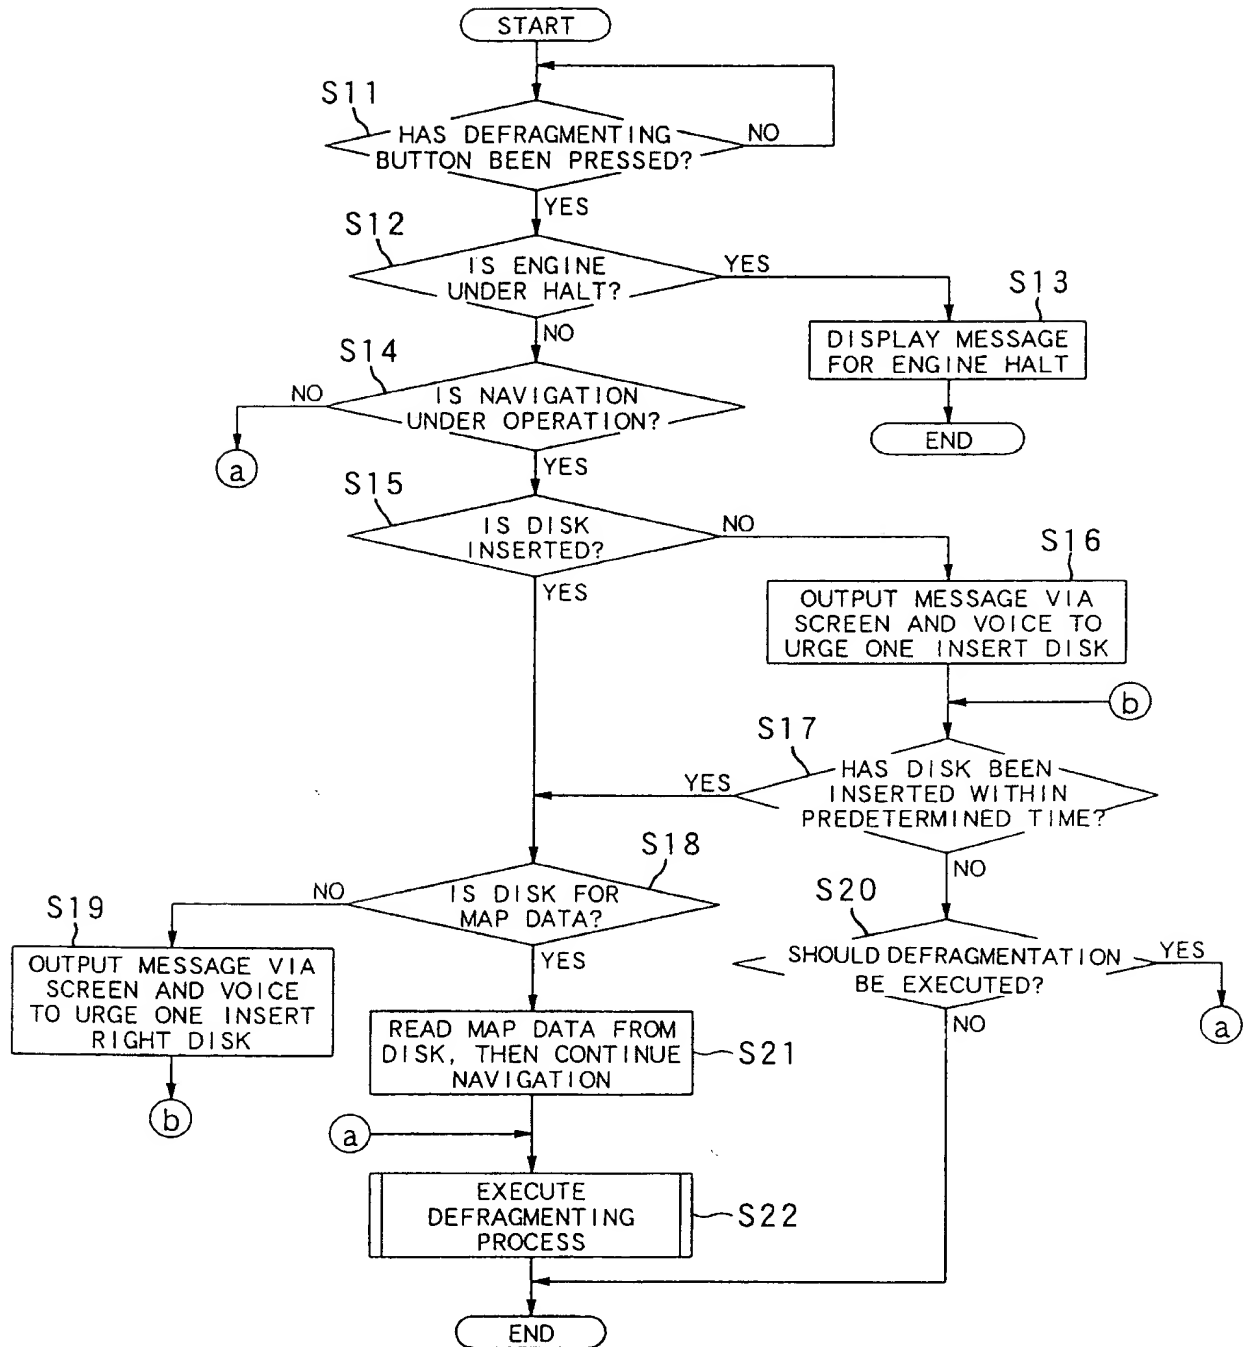 START
S11
HAS DEFRAGMENTING
BUTTON BEEN PRESSED?
NO
YES
S12
IS ENGINE
UNDER HALT?
YES
NO
S13
DISPLAY MESSAGE
FOR ENGINE HALT
END
S14
IS NAVIGATION
UNDER OPERATION?
NO
a
YES
S15
IS DISK
INSERTED?
NO
YES
S16
OUTPUT MESSAGE VIA
SCREEN AND VOICE TO
URGE ONE INSERT DISK
b
S17
HAS DISK BEEN
INSERTED WITHIN
PREDETERMINED TIME?
YES
NO
S18
IS DISK FOR
MAP DATA?
NO
YES
S19
OUTPUT MESSAGE VIA
SCREEN AND VOICE
TO URGE ONE INSERT
RIGHT DISK
b
S20
SHOULD DEFRAGMENTATION
BE EXECUTED?
YES
a
NO
READ MAP DATA FROM
DISK, THEN CONTINUE
NAVIGATION
S21
a
EXECUTE
DEFRAGMENTING
PROCESS
S22
END